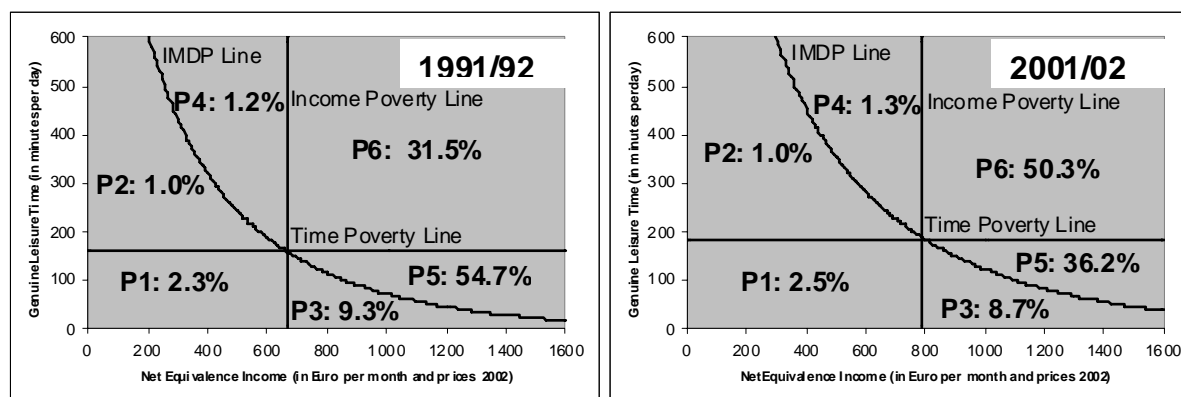 Genuine Leisure Time (in minutes per day)
600
500
400
300
200
100
0
IMDP Line
1991/92
P4: 1.2%
Income Poverty Line
P6: 31.5%
P2: 1.0%
Time Poverty Line
P1: 2.3%
P5: 54.7%
P3: 9.3%
0 200 400 600 800 1000 1200 1400 1600
Net Equivalence Income (in Euro per month and prices 2002)
Genuine Leisure Time (in minutes per day)
600
500
400
300
200
100
0
IMDP Line
2001/02
P4: 1.3%
Income Poverty Line
P2: 1.0%
P6: 50.3%
Time Poverty Line
P5: 36.2%
P1: 2.5%
P3: 8.7%
0 200 400 600 800 1000 1200 1400 1600
Net Equivalence Income (in Euro per month and prices 2002)